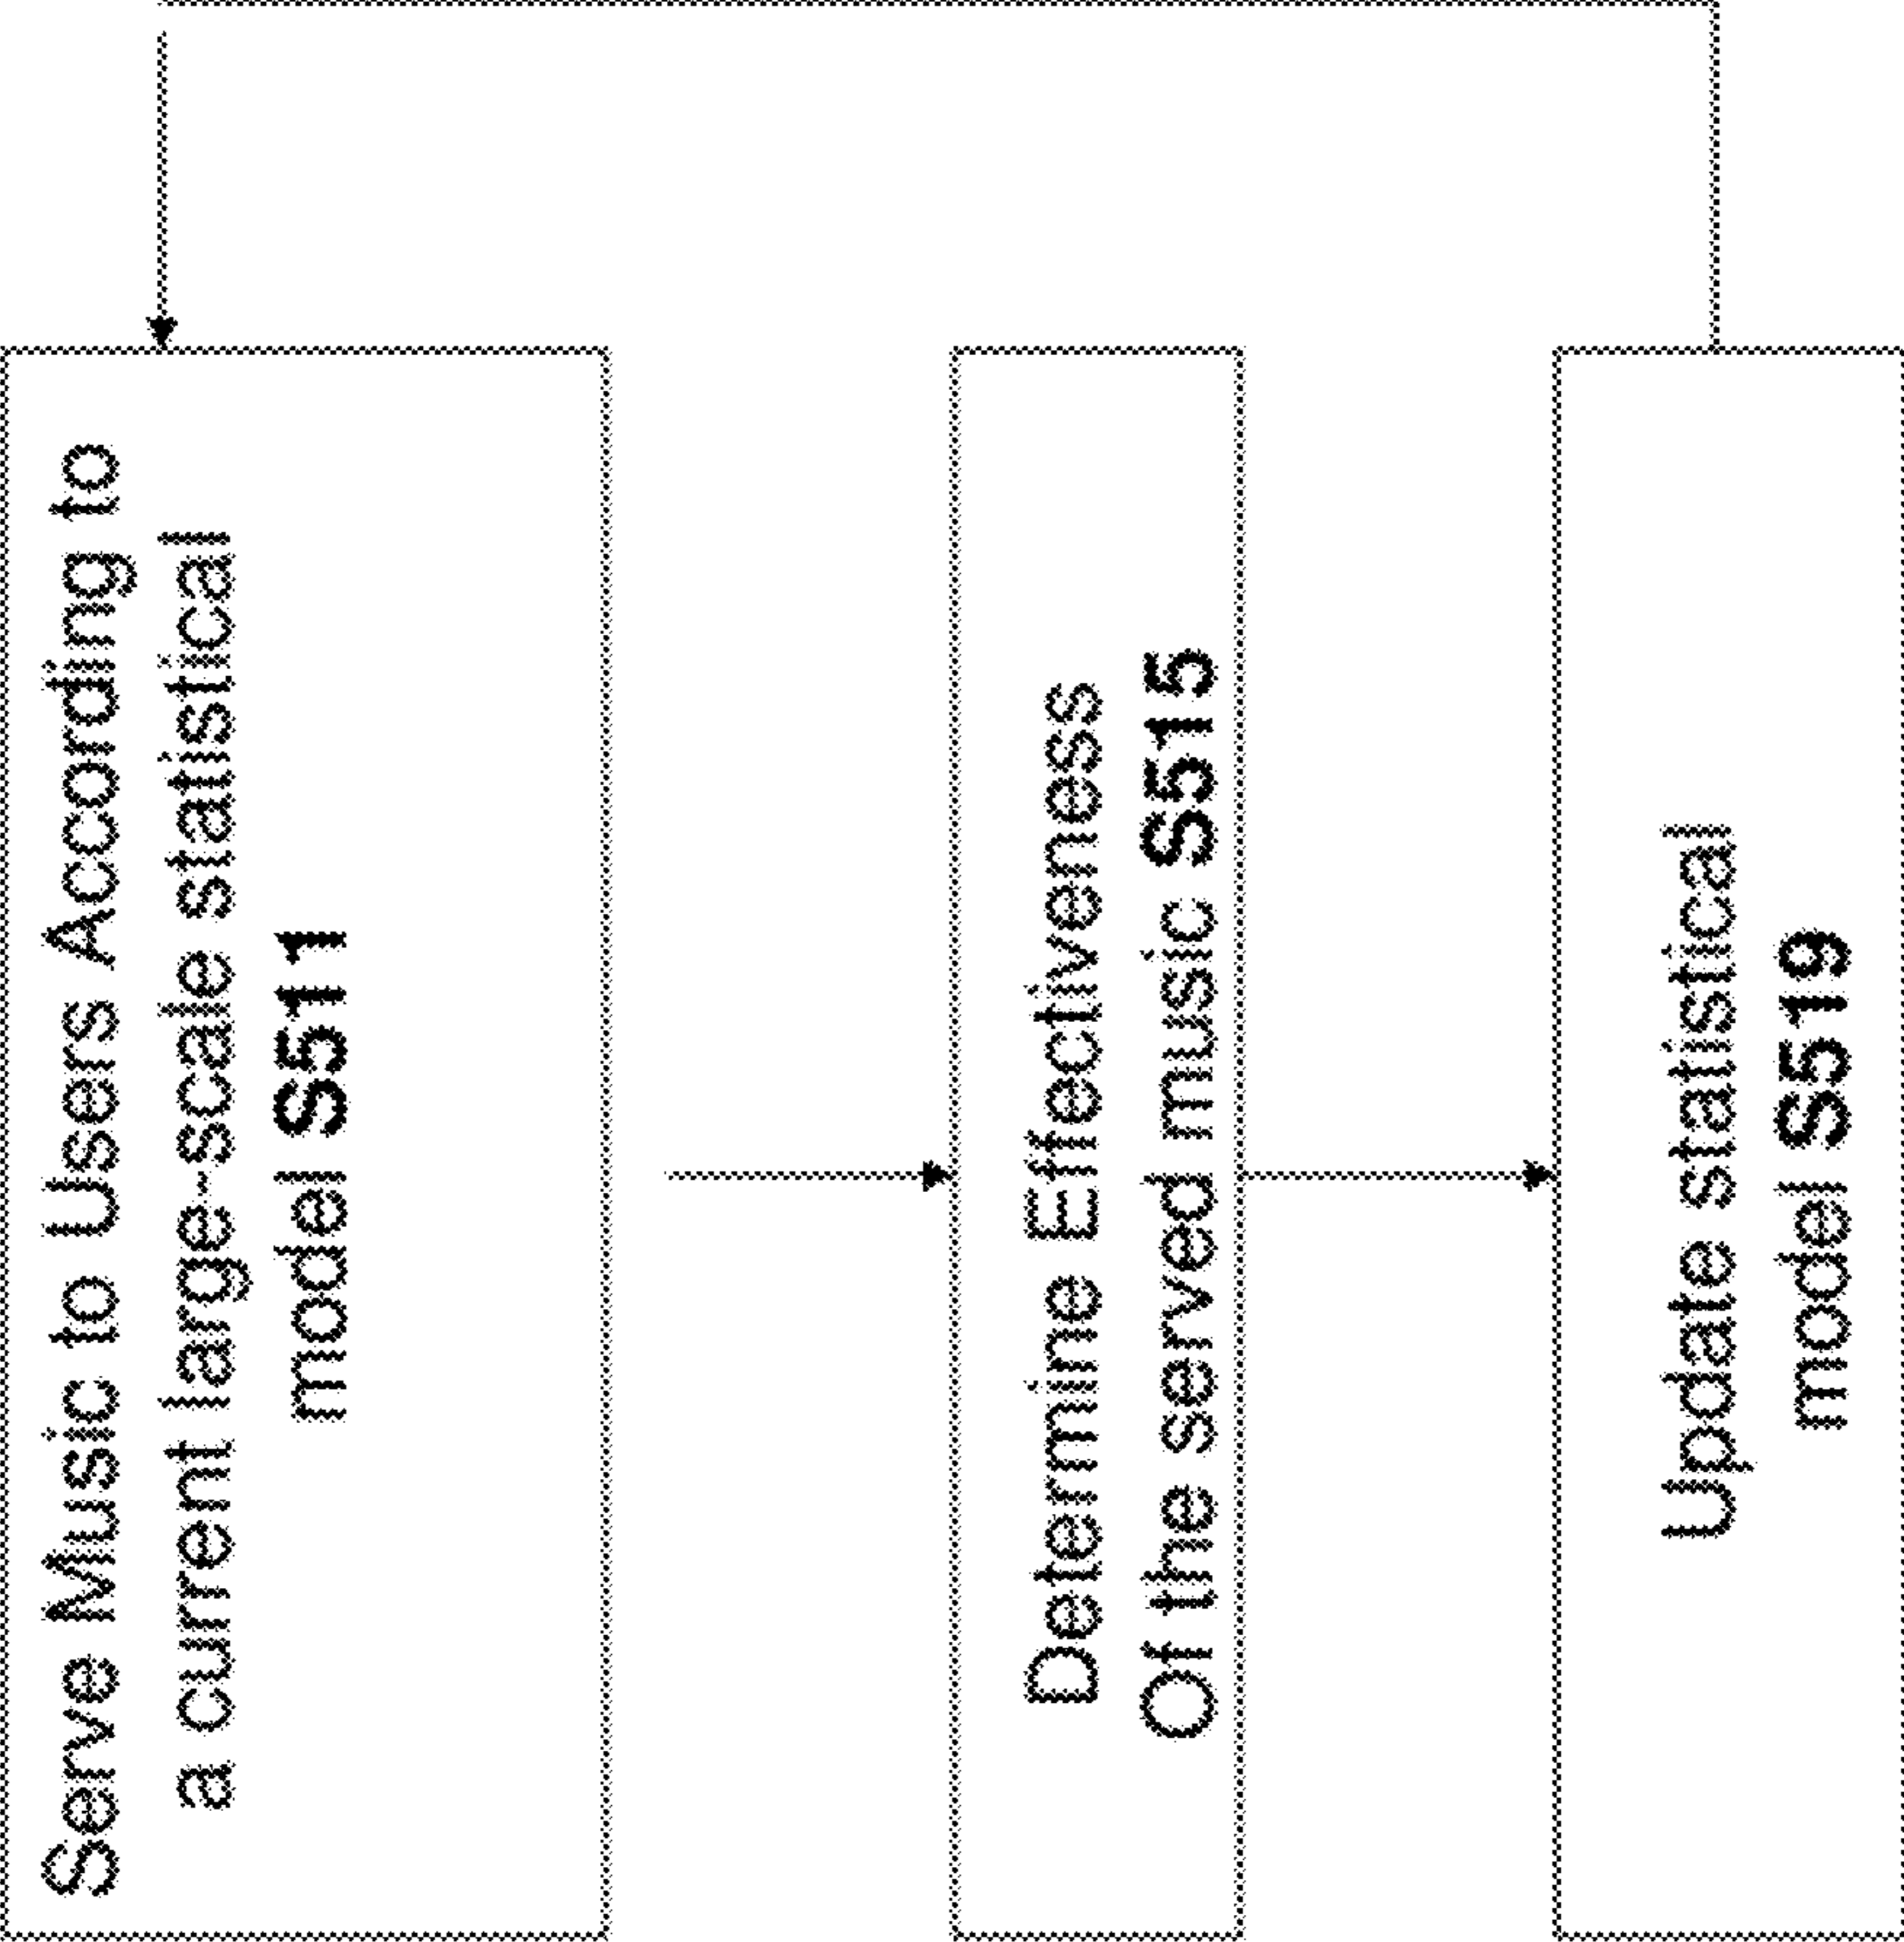 Serve Music to Users According to
a current large-scale statistical
model S511
Determine Effectiveness
Of the served music S515
Update statistical
model S519